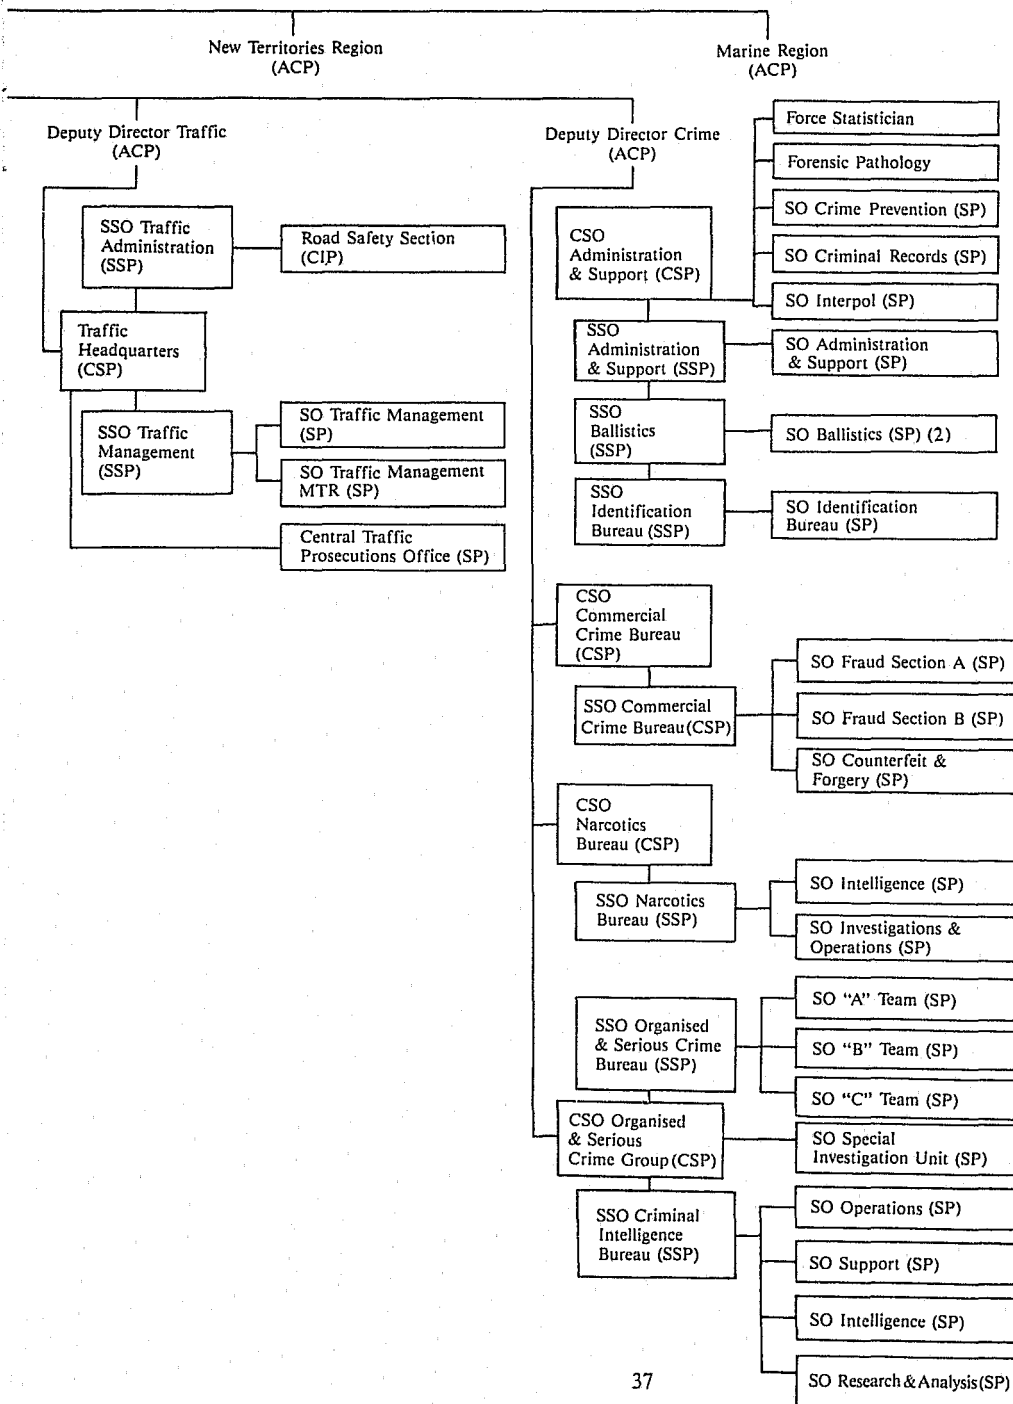 New Territories Region
(ACP)
Marine Region
(ACP)
Deputy Director Traffic
(ACP)
SSO Traffic
Administration
(SSP)
Road Safety Section
(CIP)
Traffic
Headquarters
(CSP)
SSO Traffic
Management
(SSP)
SO Traffic Management
(SP)
SO Traffic Management
MTR (SP)
Central Traffic
Prosecutions Office (SP)
Deputy Director Crime
(ACP)
CSO
Administration
& Support (CSP)
Force Statistician
Forensic Pathology
SO Crime Prevention (SP)
SO Criminal Records (SP)
SO Interpol (SP)
SSO
Administration
& Support (SSP)
SO Administration
& Support (SP)
SSO
Ballistics
(SSP)
SO Ballistics (SP) (2)
SSO
Identification
Bureau (SSP)
SO Identification
Bureau (SP)
CSO
Commercial
Crime Bureau
(CSP)
SSO Commercial
Crime Bureau (CSP)
SO Fraud Section A (SP)
SO Fraud Section B (SP)
SO Counterfeit &
Forgery (SP)
CSO
Narcotics
Bureau (CSP)
SSO Narcotics
Bureau (SSP)
SO Intelligence (SP)
SO Investigations &
Operations (SP)
SSO Organised
& Serious Crime
Bureau (SSP)
SO “A” Team (SP)
SO “B” Team (SP)
SO “C” Team (SP)
CSO Organised
& Serious
Crime Group (CSP)
SO Special
Investigation Unit (SP)
SSO Criminal
Intelligence
Bureau (SSP)
SO Operations (SP)
SO Support (SP)
SO Intelligence (SP)
SO Research & Analysis (SP)
37